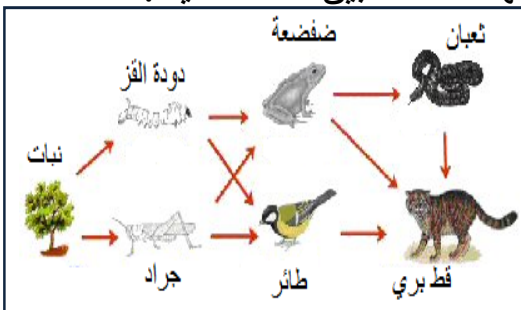 ضفضعة
ثعبان
دودة القز
نبات
جراد
طائر
قط بري